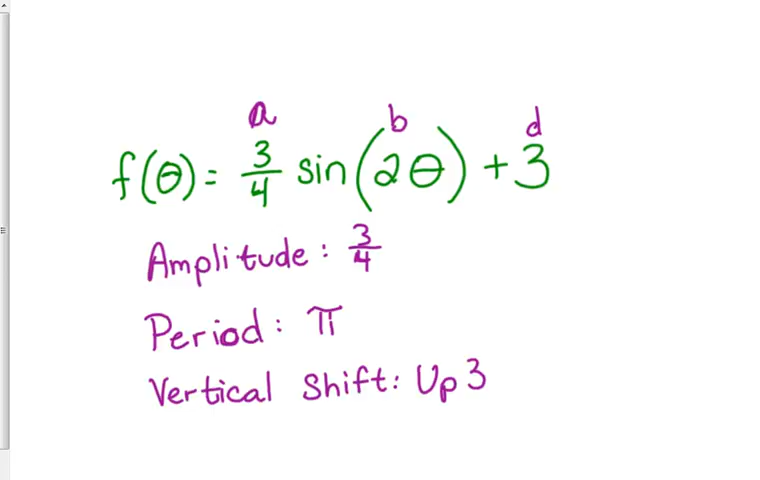 a b d
f(θ) = 3/4 sin(2θ) + 3
Amplitude: 3/4
Period: π
Vertical Shift: Up 3